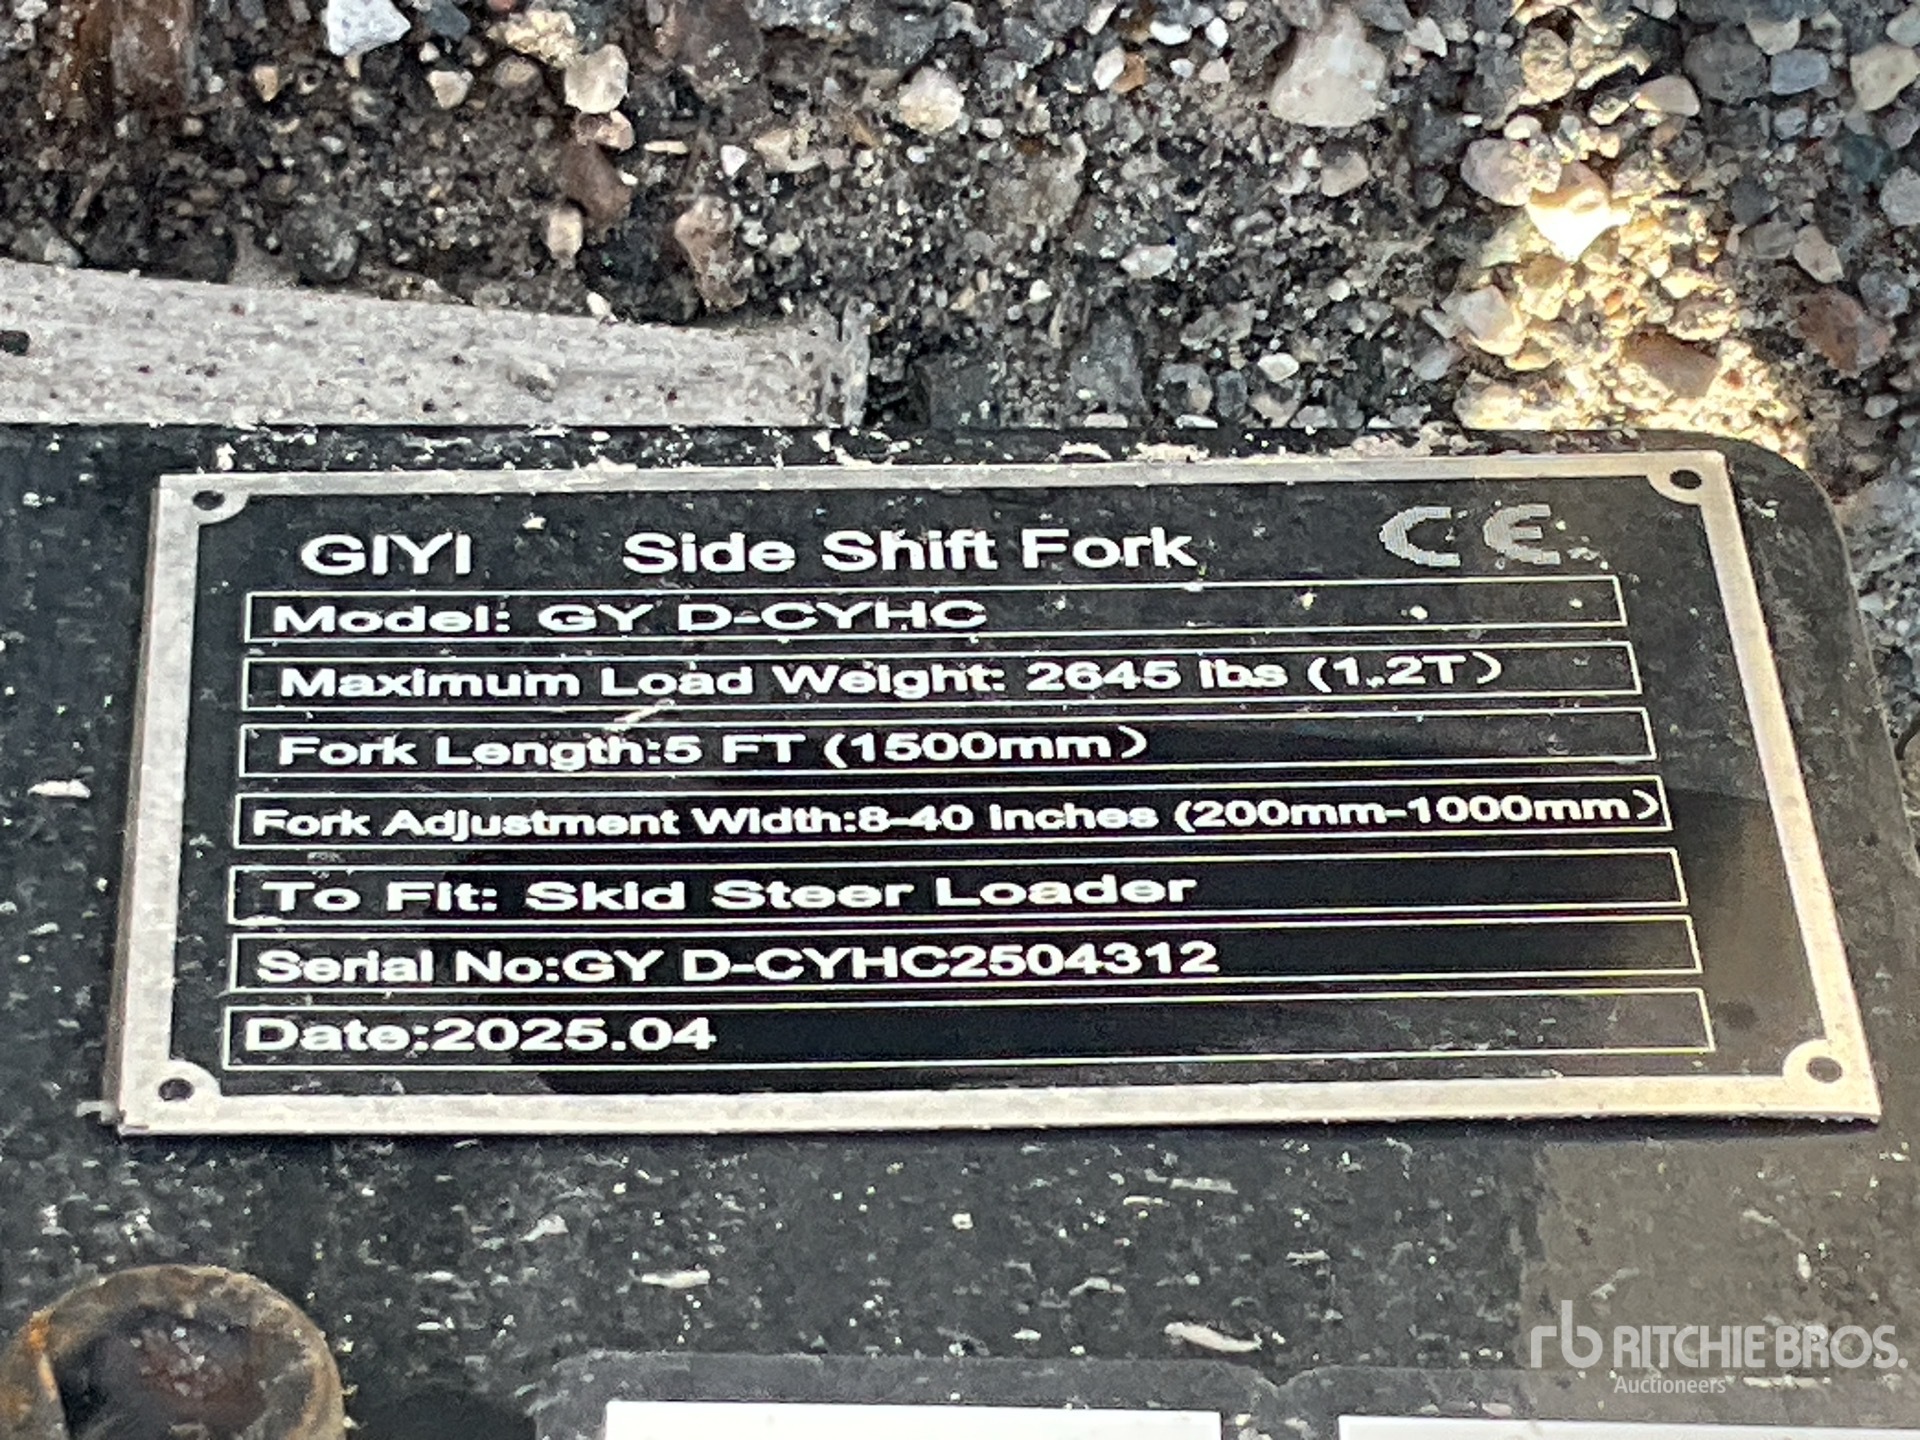 GIYI Side Shift Fork CE
Model: GY D-CYHC
Maximum Load Weight: 2645 lbs (1.2T)
Fork Length:5 FT (1500mm)
Fork Adjustment Width:8-40 Inches (200mm-1000mm)
To Fit: Skid Steer Loader
Serial No:GY D-CYHC2504312
Date:2025.04
rb RITCHIE BROS.
Auctioneers